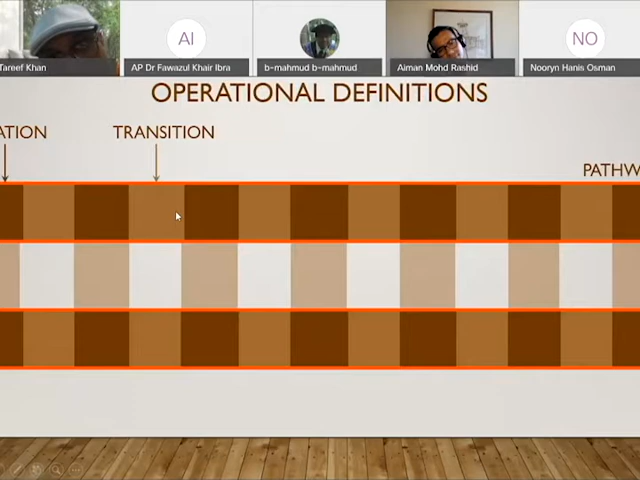 AI
NO
Tareef Khan
AP Dr Fawazul Khair Ibra
b-mahmud b-mahmud
Aiman Mohd Rashid
Nooryn Hanis Osman
OPERATIONAL DEFINITIONS
ATION
TRANSITION
PATHW